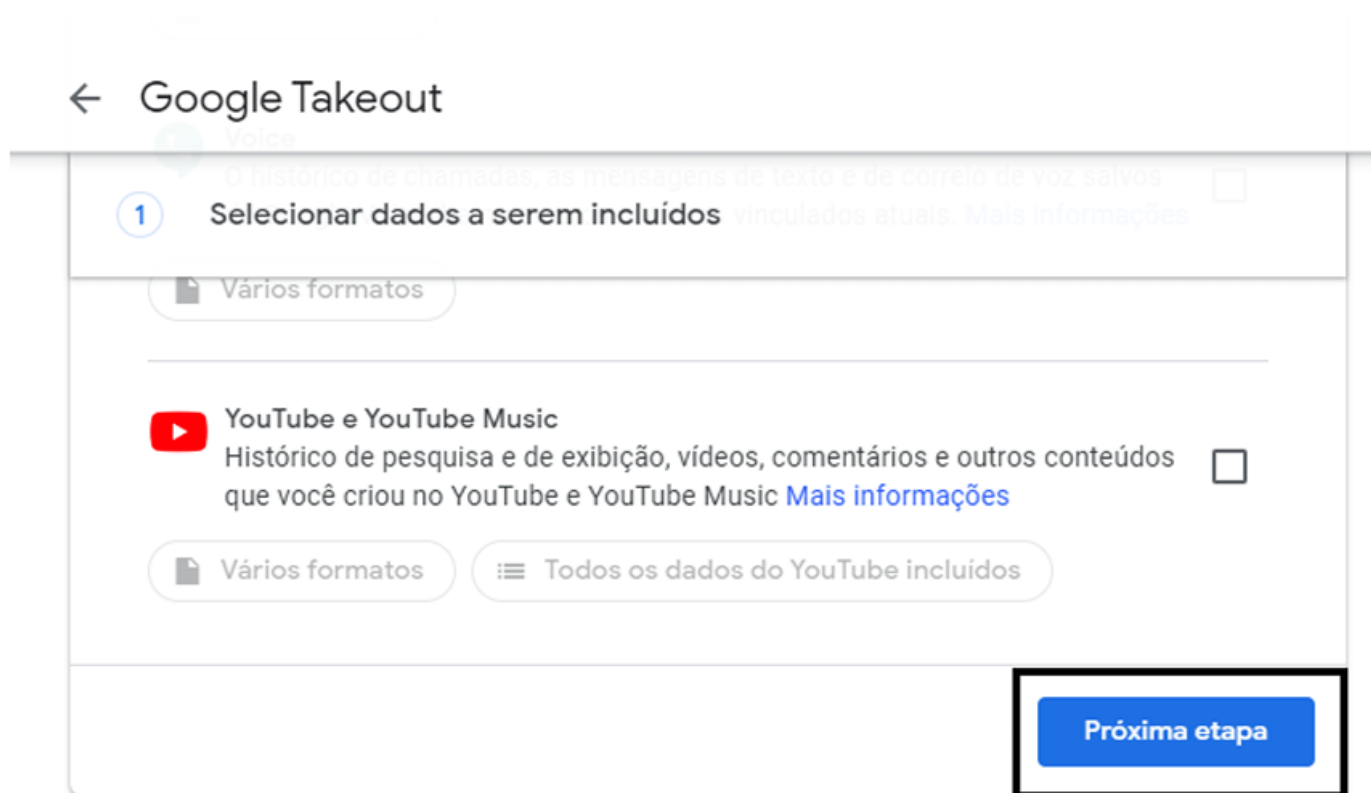 Google Takeout
Voice
O histórico de chamadas, as mensagens de texto e de correio de voz salvos
1 Selecionar dados a serem incluídos
vinculados atuais. Mais informações
Vários formatos
YouTube e YouTube Music
Histórico de pesquisa e de exibição, vídeos, comentários e outros conteúdos
que você criou no YouTube e YouTube Music Mais informações
Vários formatos
Todos os dados do YouTube incluídos
Próxima etapa